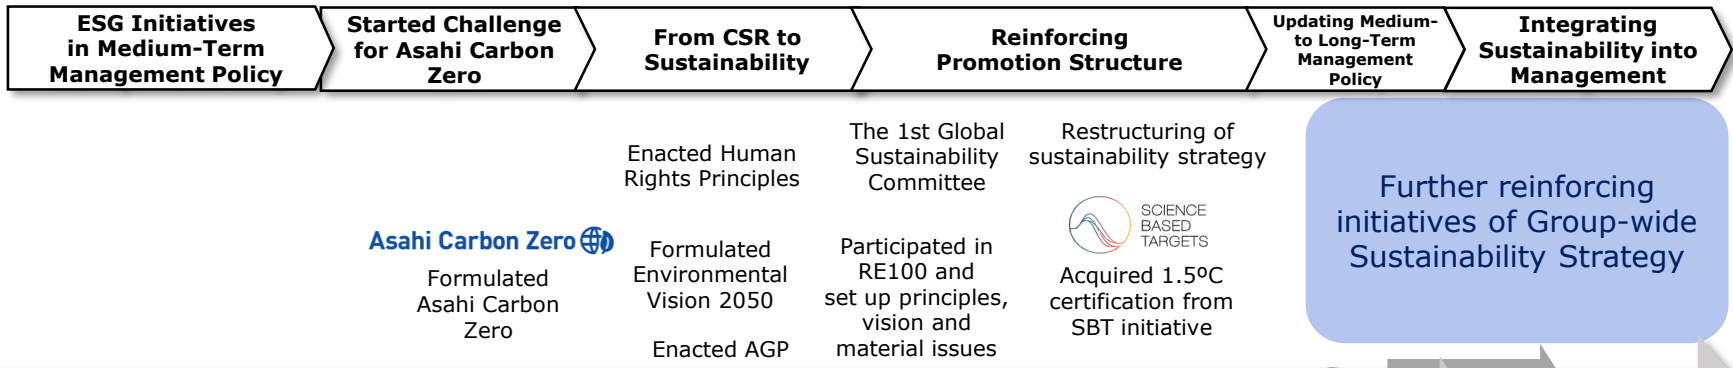 ESG Initiatives
in Medium-Term
Management Policy
Started Challenge
for Asahi Carbon
Zero
From CSR to
Sustainability
Reinforcing
Promotion Structure
Updating Medium-
to Long-Term
Management
Policy
Integrating
Sustainability into
Management
Asahi Carbon Zero
Formulated
Asahi Carbon
Zero
Enacted Human
Rights Principles
Formulated
Environmental
Vision 2050
Enacted AGP
The 1st Global
Sustainability
Committee
Participated in
RE100 and
set up principles,
vision and
material issues
Restructuring of
sustainability strategy
SCIENCE
BASED
TARGETS
Acquired 1.5ºC
certification from
SBT initiative
Further reinforcing
initiatives of Group-wide
Sustainability Strategy